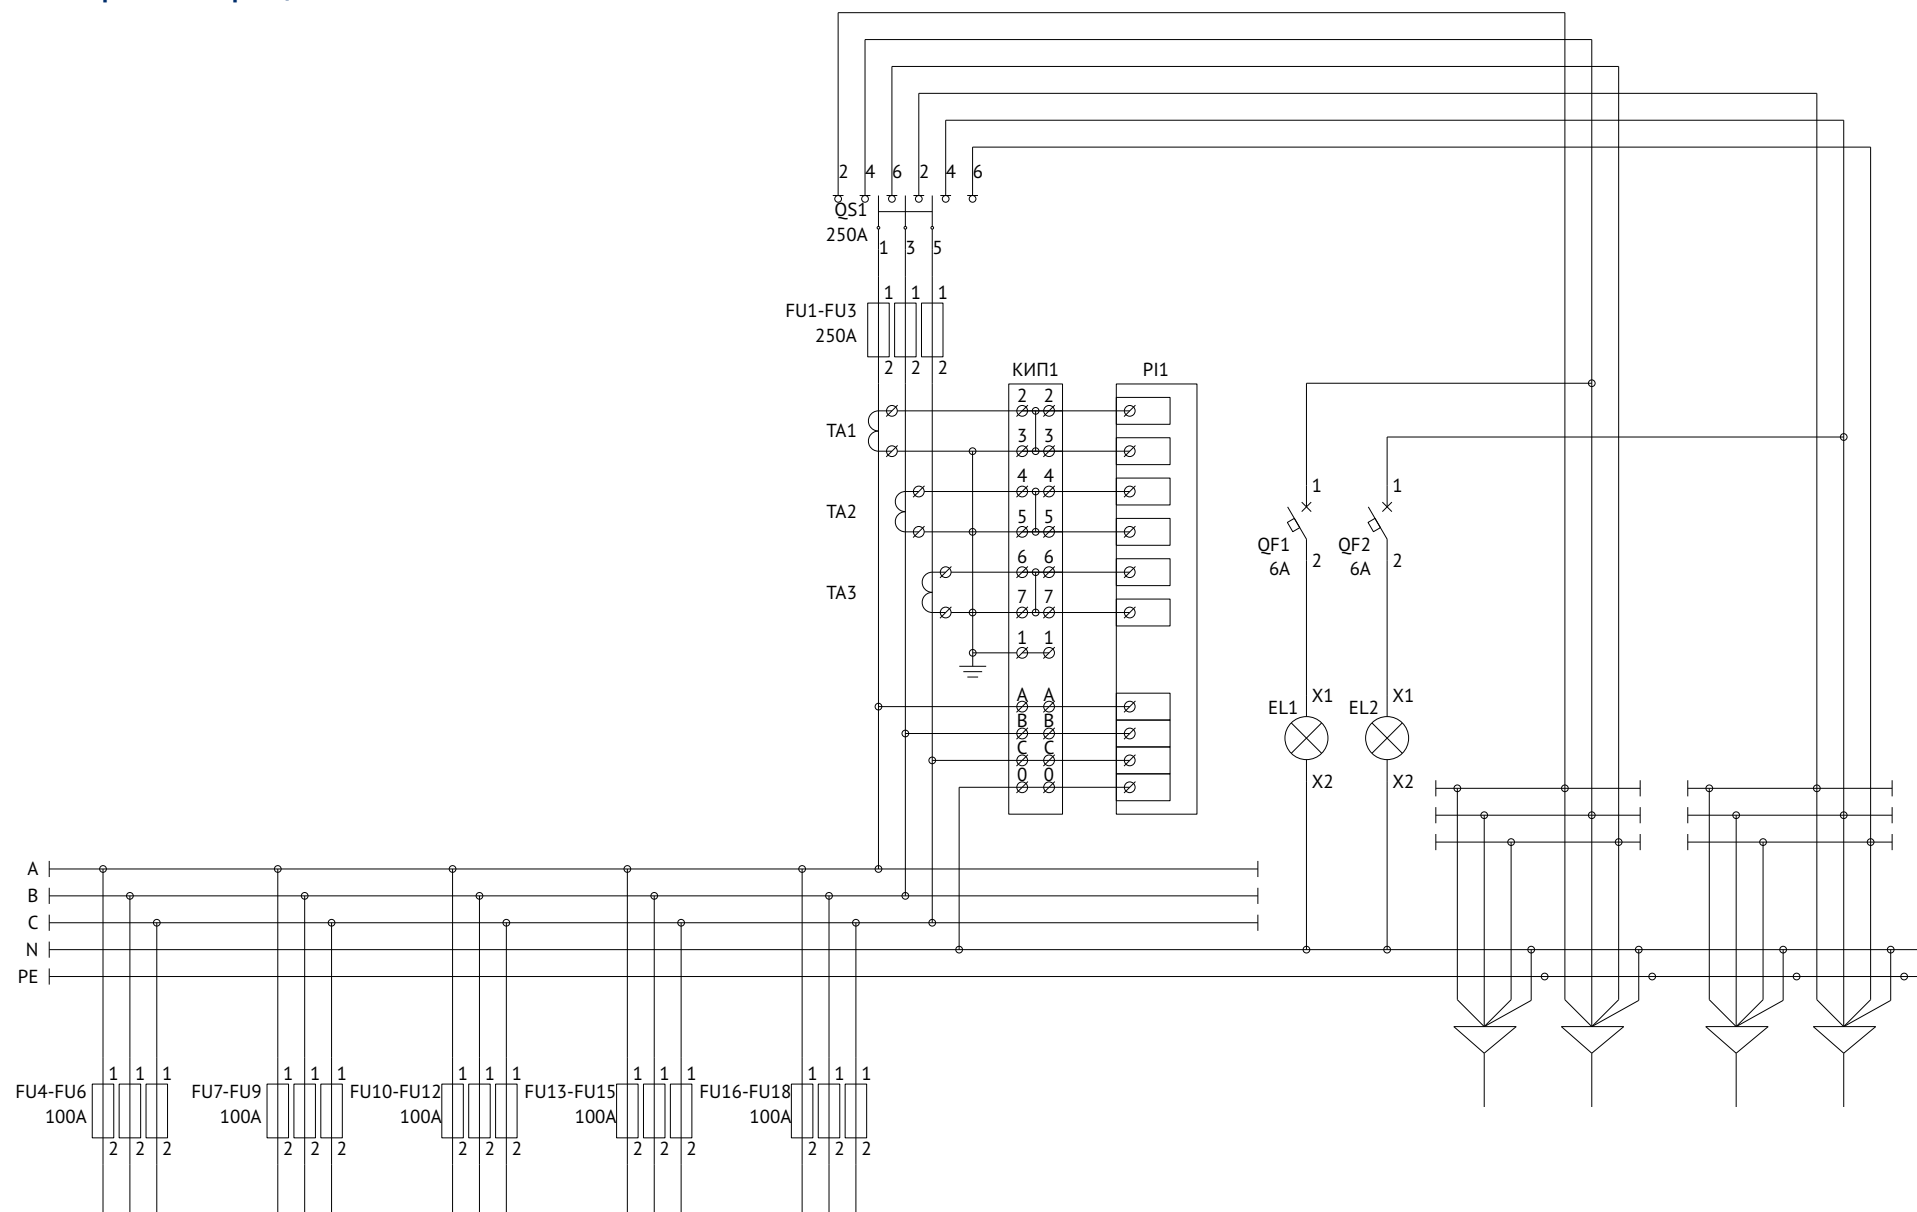 2 4 6 2 4 6
QS1
250A
1 3 5
1 1 1
FU1-FU3
250A
2 2 2
КИП1 PI1
2 2
TA1
3 3
4 4
1 1
TA2
5 5
QF1 QF2
6A 6A
2 2
6 6
TA3
7 7
1 1
A A
X1 X1
EL1 EL2
B B
C C
0 0
X2 X2
A
B
C
N
PE
1 1 1 1 1 1 1 1 1 1 1 1 1 1 1
FU4-FU6 FU7-FU9 FU10-FU12 FU13-FU15 FU16-FU18
100A 100A 100A 100A 100A
2 2 2 2 2 2 2 2 2 2 2 2 2 2 2